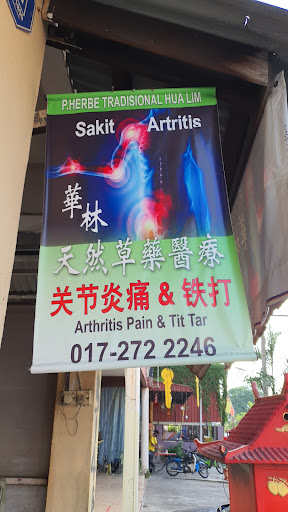 P.HERBE TRADISIONAL HUA LIM
Sakit Artritis
華林
天然草藥醫療
关节炎痛 & 铁打
Arthritis Pain & Tit Tar
017-272 2246